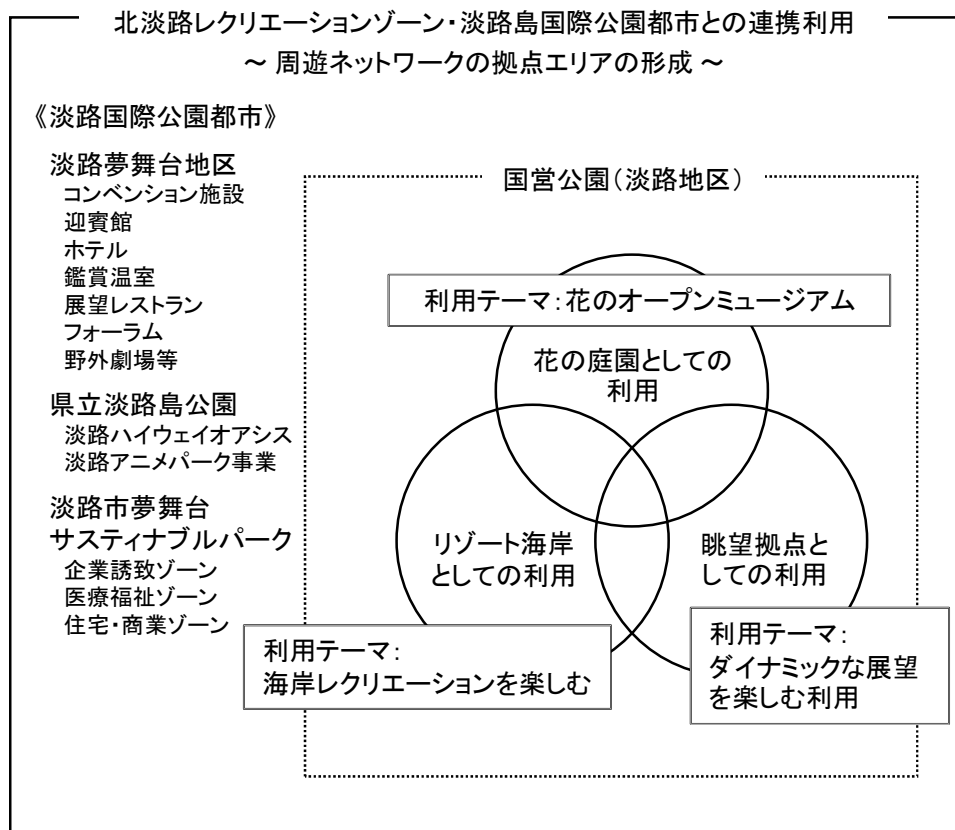 北淡路レクリエーションゾーン・淡路島国際公園都市との連携利用
～ 周遊ネットワークの拠点エリアの形成 ～
《淡路国際公園都市》
淡路夢舞台地区
コンベンション施設
迎賓館
ホテル
鑑賞温室
展望レストラン
フォーラム
野外劇場等
県立淡路島公園
淡路ハイウェイオアシス
淡路アニメパーク事業
淡路市夢舞台
サスティナブルパーク
企業誘致ゾーン
医療福祉ゾーン
住宅・商業ゾーン
国営公園（淡路地区）
利用テーマ：花のオープンミュージアム
花の庭園としての
利用
リゾート海岸
としての利用
眺望拠点と
しての利用
利用テーマ：
海岸レクリエーションを楽しむ
利用テーマ：
ダイナミックな展望
を楽しむ利用